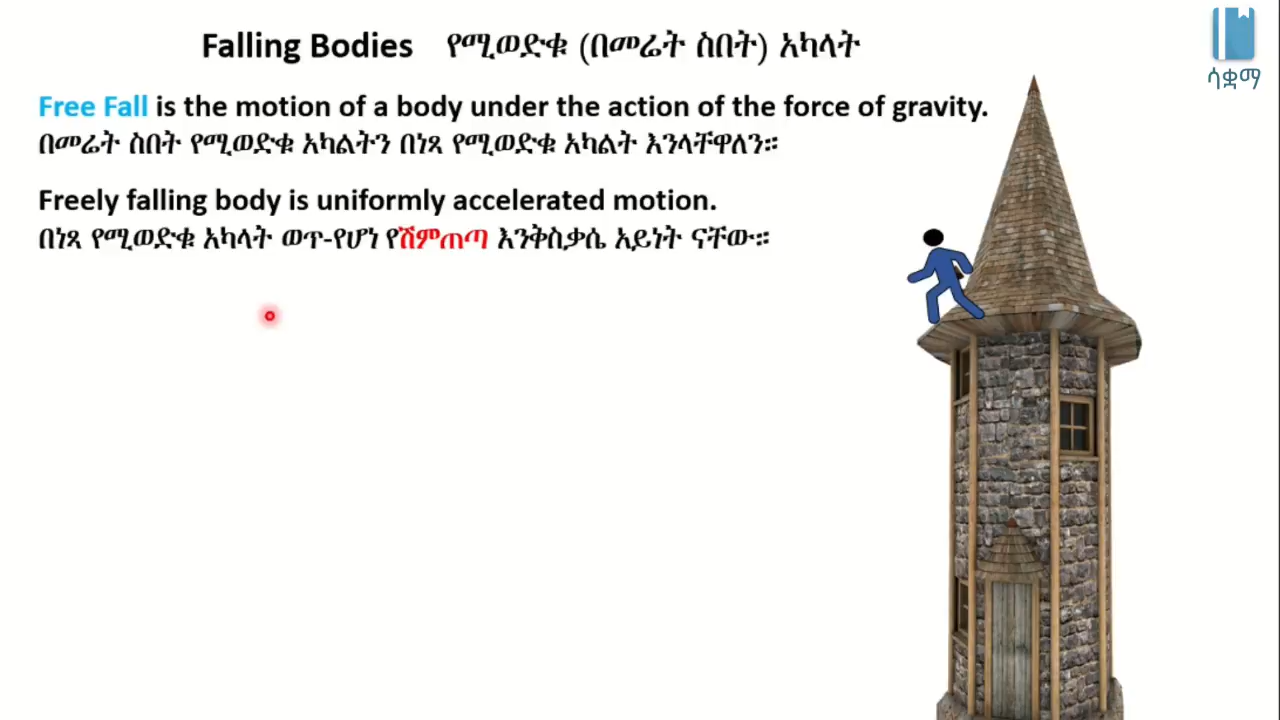 Falling Bodies የሚወድቁ (በመሬት ስበት) አካላት
ሳቋማ
Free Fall is the motion of a body under the action of the force of gravity.
በመሬት ስበት የሚወድቁ አካልትን በነጻ የሚወድቁ አካልት እንላቸዋለን።
Freely falling body is uniformly accelerated motion.
በነጻ የሚወድቁ አካላት ወጥ-የሆነ የሽምጠጣ እንቅስቃሴ አይነት ናቸው።